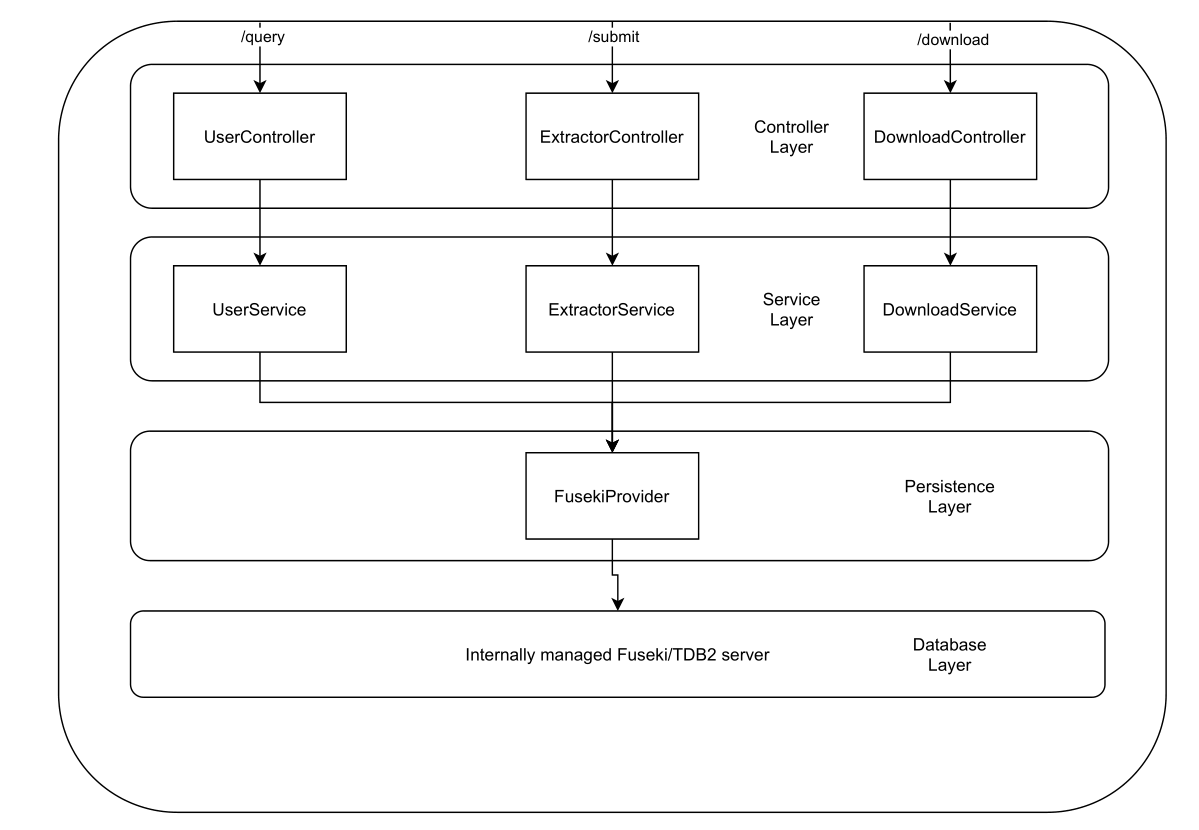 /query
/submit
/download
UserController
ExtractorController
Controller
Layer
DownloadController
UserService
ExtractorService
Service
Layer
DownloadService
FusekiProvider
Persistence
Layer
Internally managed Fuseki/TDB2 server
Database
Layer